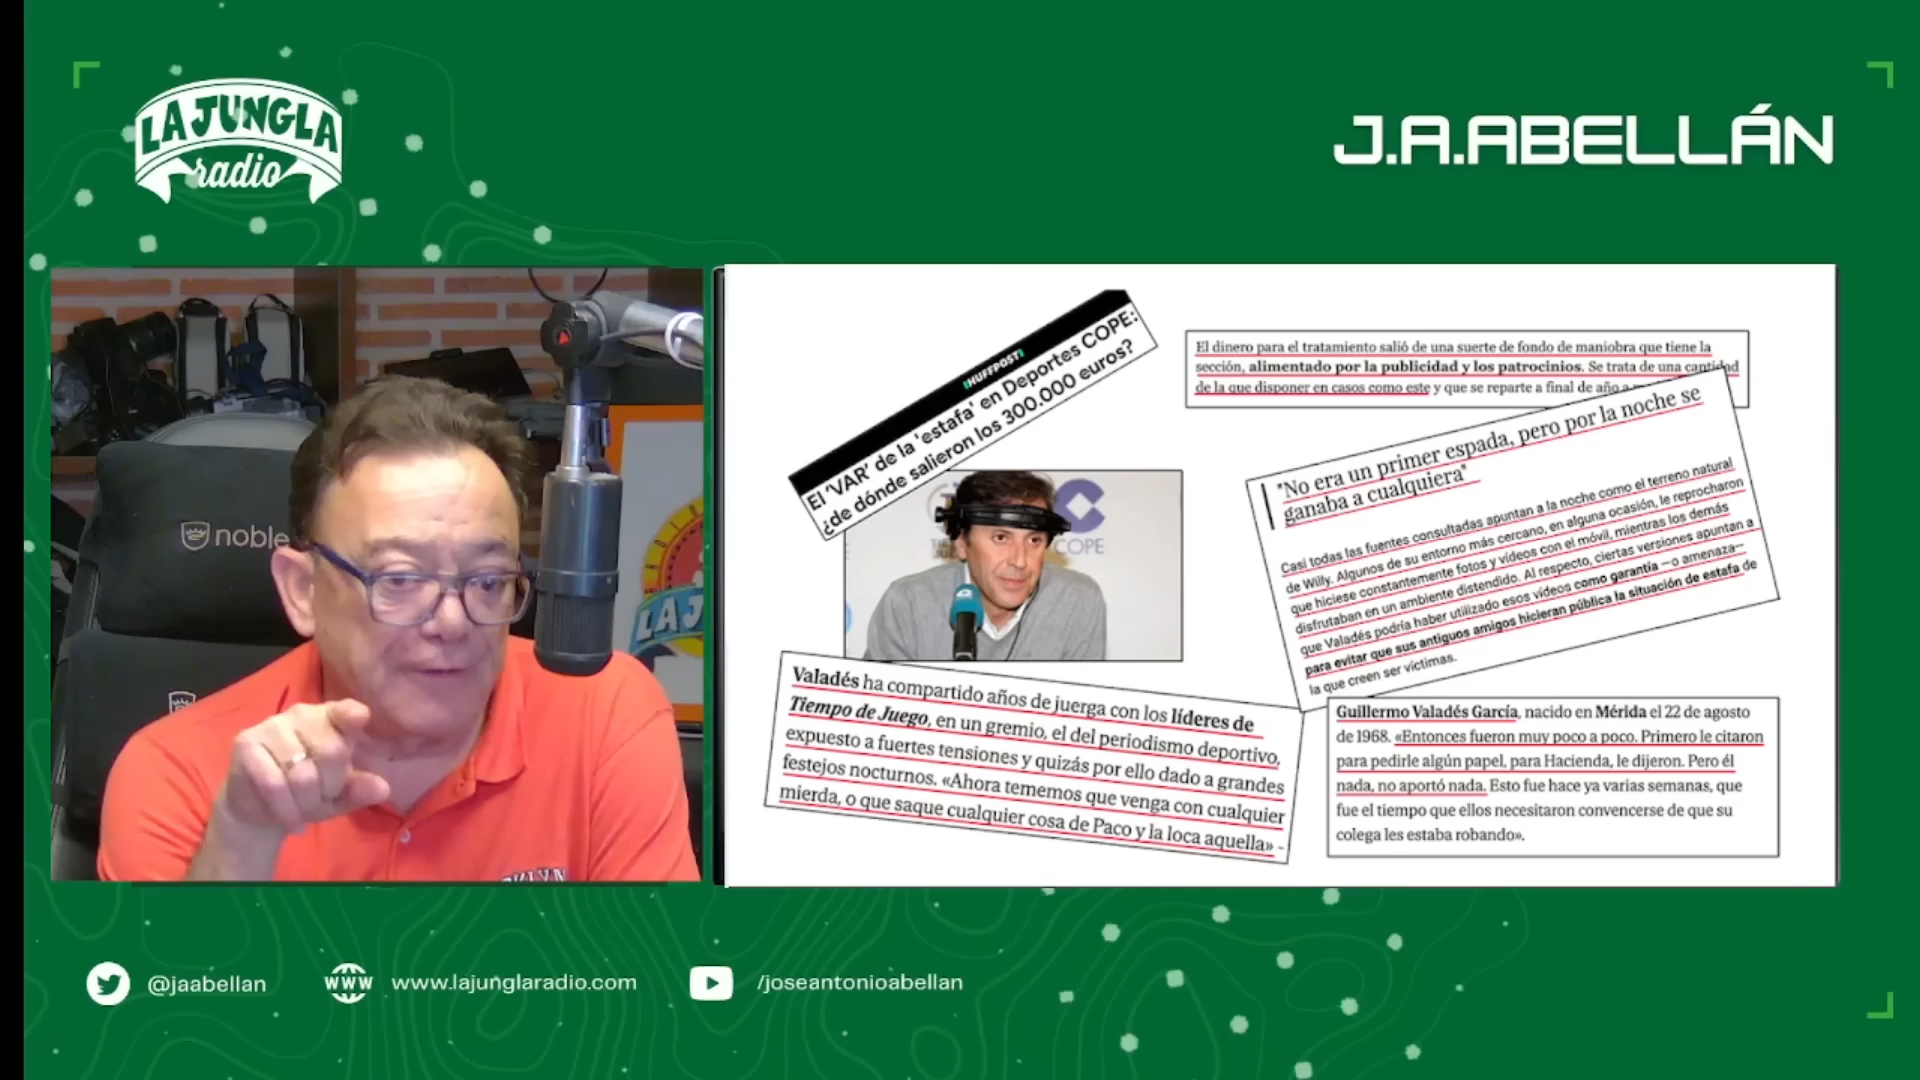 LA JUNGLA
radio
J.A.ABELLÁN
noble
LA J
KLYN
IHUFFPOSTI
El 'VAR' de la 'estafa' en Deportes COPE:
¿de dónde salieron los 300.000 euros?
COPE
El dinero para el tratamiento salió de una suerte de fondo de maniobra que tiene la
sección, alimentado por la publicidad y los patrocinios. Se trata de una cantidad
de la que disponer en casos como este y que se reparte a final de año
"No era un primer espada, pero por la noche se
ganaba a cualquiera"
Casi todas las fuentes consultadas apuntan a la noche como el terreno natural
de Willy. Algunos de su entorno más cercano, en alguna ocasión, le reprocharon
que hiciese constantemente fotos y vídeos con el móvil, mientras los demás
disfrutaban en un ambiente distendido. Al respecto, ciertas versiones apuntan a
que Valadés podría haber utilizado esos vídeos como garantía —o amenaza—
para evitar que sus antiguos amigos hicieran pública la situación de estafa de
la que creen ser víctimas.
Valadés ha compartido años de juerga con los líderes de
Tiempo de Juego, en un gremio, el del periodismo deportivo,
expuesto a fuertes tensiones y quizás por ello dado a grandes
festejos nocturnos. «Ahora tememos que venga con cualquier
mierda, o que saque cualquier cosa de Paco y la loca aquella» -
Guillermo Valadés García, nacido en Mérida el 22 de agosto
de 1968. «Entonces fueron muy poco a poco. Primero le citaron
para pedirle algún papel, para Hacienda, le dijeron. Pero él
nada, no aportó nada. Esto fue hace ya varias semanas, que
fue el tiempo que ellos necesitaron convencerse de que su
colega les estaba robando».
@jaabellan
WWW
www.lajunglaradio.com
/joseantonioabellan